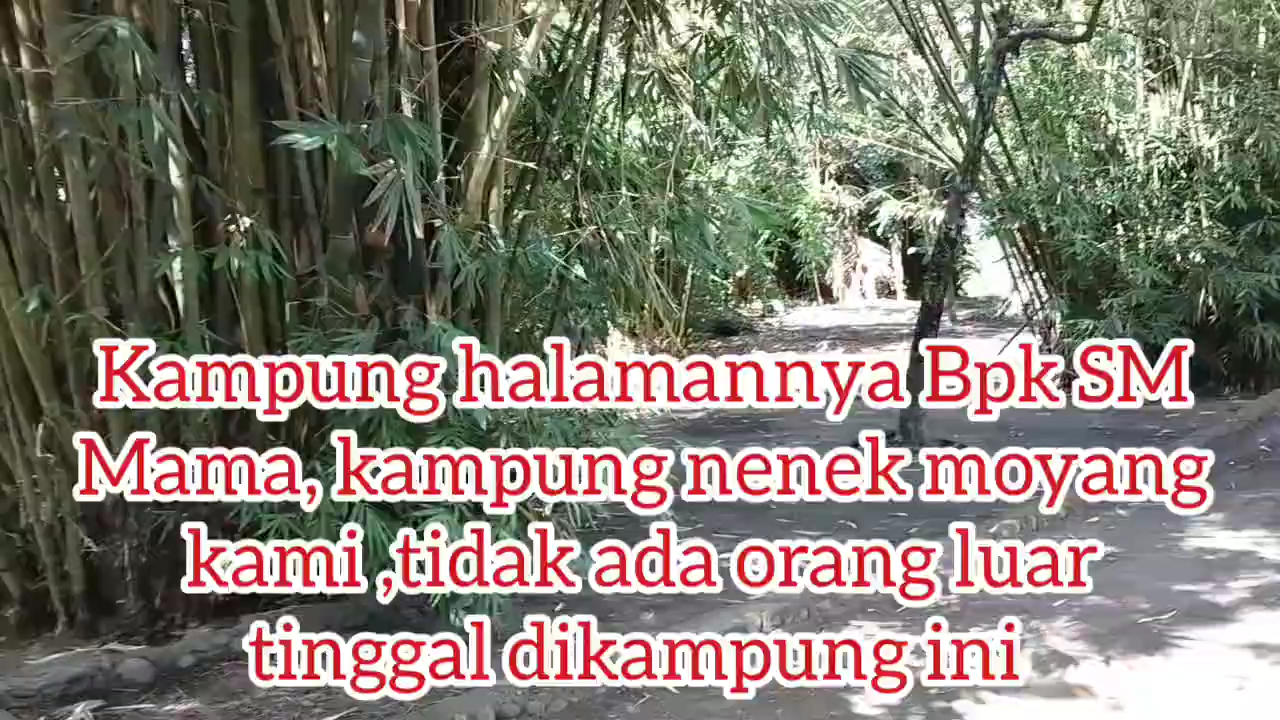 Kampung halamannya Bpk SM
Mama, kampung nenek moyang
kami ,tidak ada orang luar
tinggal dikampung ini